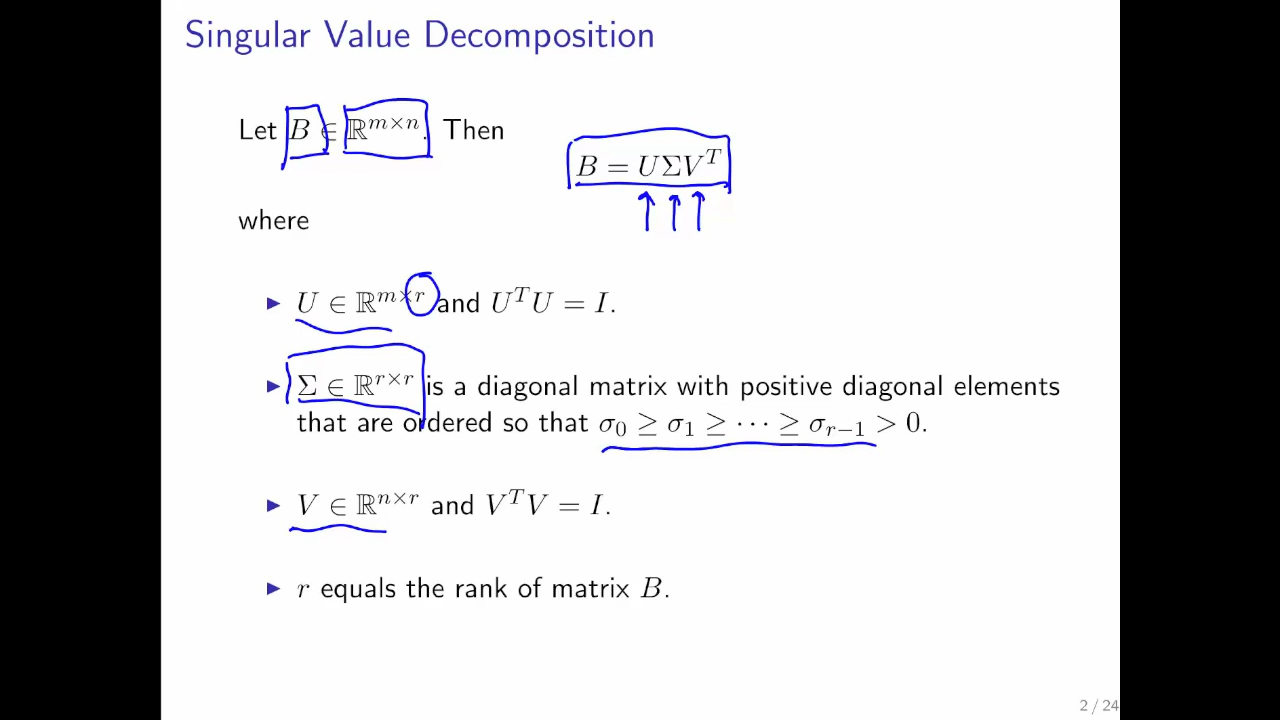 Singular Value Decomposition
Let B ∈ ℝ^{m×n}. Then
B = UΣV^T
where
▶ U ∈ ℝ^{m×r} and U^T U = I.
▶ Σ ∈ ℝ^{r×r} is a diagonal matrix with positive diagonal elements
that are ordered so that σ_0 ≥ σ_1 ≥ ⋯ ≥ σ_{r−1} > 0.
▶ V ∈ ℝ^{n×r} and V^T V = I.
▶ r equals the rank of matrix B.
2 / 24